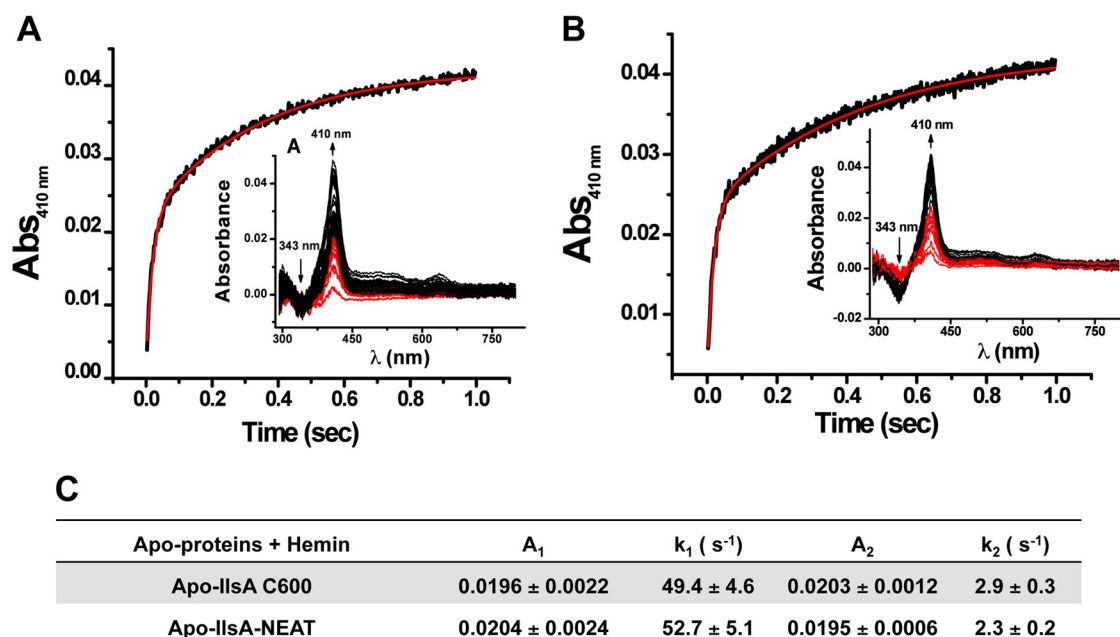 A
B
Abs410 nm
0.04
0.03
0.02
0.01
0.00
0.0 0.2 0.4 0.6 0.8 1.0
Time (sec)
A
410 nm
343 nm
Absorbance
0.04
0.02
0.00
300 450 600 750
λ (nm)
Abs410 nm
0.04
0.03
0.02
0.01
0.0 0.2 0.4 0.6 0.8 1.0
Time (sec)
410 nm
343 nm
Absorbance
0.04
0.02
0.00
-0.02
300 450 600 750
λ (nm)
C
Apo-proteins + Hemin A1 k1 ( s-1) A2 k2 ( s-1)
Apo-IlsA C600 0.0196 ± 0.0022 49.4 ± 4.6 0.0203 ± 0.0012 2.9 ± 0.3
Apo-IlsA-NEAT 0.0204 ± 0.0024 52.7 ± 5.1 0.0195 ± 0.0006 2.3 ± 0.2